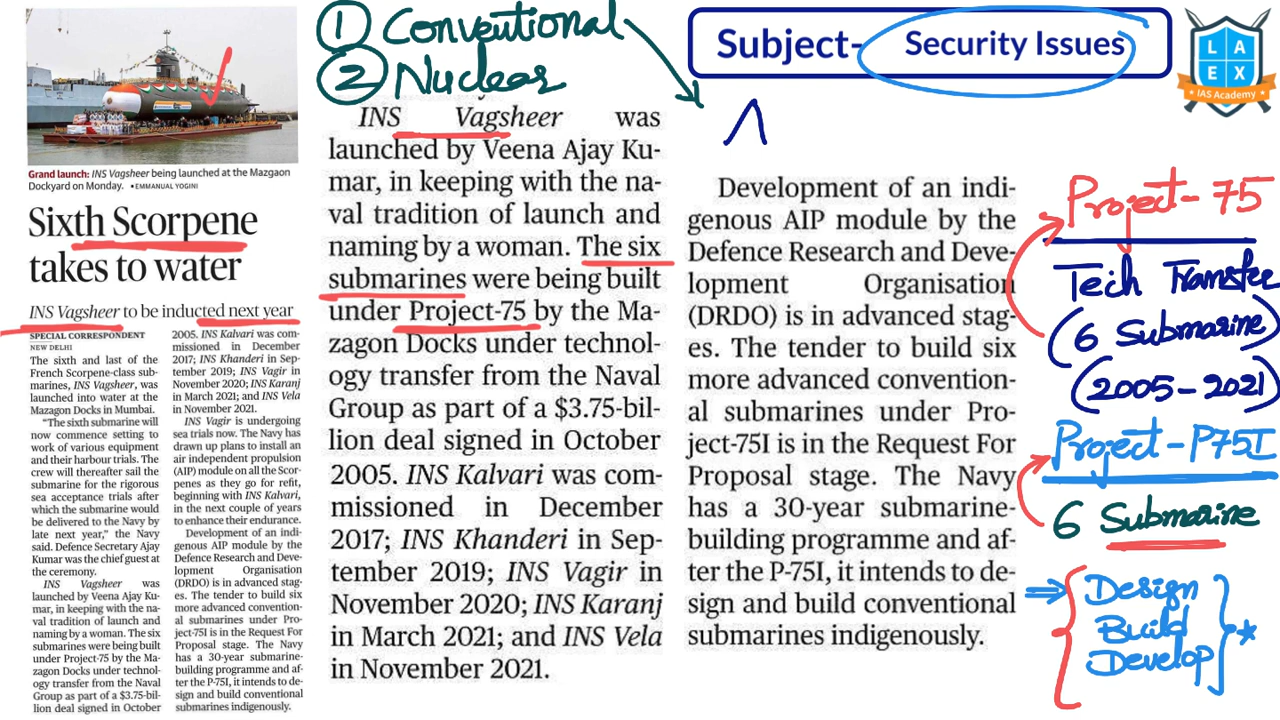 Grand launch: INS Vagsheer being launched at the Mazgaon
Dockyard on Monday. • EMMANUAL YOGINI
Sixth Scorpene
takes to water
INS Vagsheer to be inducted next year
SPECIAL CORRESPONDENT
NEW DELHI
The sixth and last of the
French Scorpene-class sub-
marines, INS Vagsheer, was
launched into water at the
Mazagon Docks in Mumbai.
"The sixth submarine will
now commence setting to
work of various equipment
and their harbour trials. The
crew will thereafter sail the
submarine for the rigorous
sea acceptance trials after
which the submarine would
be delivered to the Navy by
late next year," the Navy
said. Defence Secretary Ajay
Kumar was the chief guest at
the ceremony.
INS Vagsheer was
launched by Veena Ajay Ku-
mar, in keeping with the na-
val tradition of launch and
naming by a woman. The six
submarines were being built
under Project-75 by the Ma-
zagon Docks under technol-
ogy transfer from the Naval
Group as part of a $3.75-bil-
lion deal signed in October
2005. INS Kalvari was com-
missioned in December
2017; INS Khanderi in Sep-
tember 2019; INS Vagir in
November 2020; INS Karanj
in March 2021; and INS Vela
in November 2021.
INS Vagir is undergoing
sea trials now. The Navy has
drawn up plans to install an
air independent propulsion
(AIP) module on all the Scor-
penes as they go for refit,
beginning with INS Kalvari,
in the next couple of years
to enhance their endurance.
Development of an indi-
genous AIP module by the
Defence Research and Deve-
lopment Organisation
(DRDO) is in advanced stag-
es. The tender to build six
more advanced convention-
al submarines under Pro-
ject-75I is in the Request For
Proposal stage. The Navy
has a 30-year submarine-
building programme and af-
ter the P-75I, it intends to de-
sign and build conventional
submarines indigenously.
1 Conventional
2 Nuclear
INS Vagsheer was
launched by Veena Ajay Ku-
mar, in keeping with the na-
val tradition of launch and
naming by a woman. The six
submarines were being built
under Project-75 by the Ma-
zagon Docks under technol-
ogy transfer from the Naval
Group as part of a $3.75-bil-
lion deal signed in October
2005. INS Kalvari was com-
missioned in December
2017; INS Khanderi in Sep-
tember 2019; INS Vagir in
November 2020; INS Karanj
in March 2021; and INS Vela
in November 2021.
Subject- Security Issues
LA
EX
IAS Academy
Development of an indi-
genous AIP module by the
Defence Research and Deve-
lopment Organisation
(DRDO) is in advanced stag-
es. The tender to build six
more advanced convention-
al submarines under Pro-
ject-75I is in the Request For
Proposal stage. The Navy
has a 30-year submarine-
building programme and af-
ter the P-75I, it intends to de-
sign and build conventional
submarines indigenously.
Project-75
Tech Transfer
(6 Submarine)
(2005-2021)
Project-P75I
6 Submarine
Design
Build
Develop